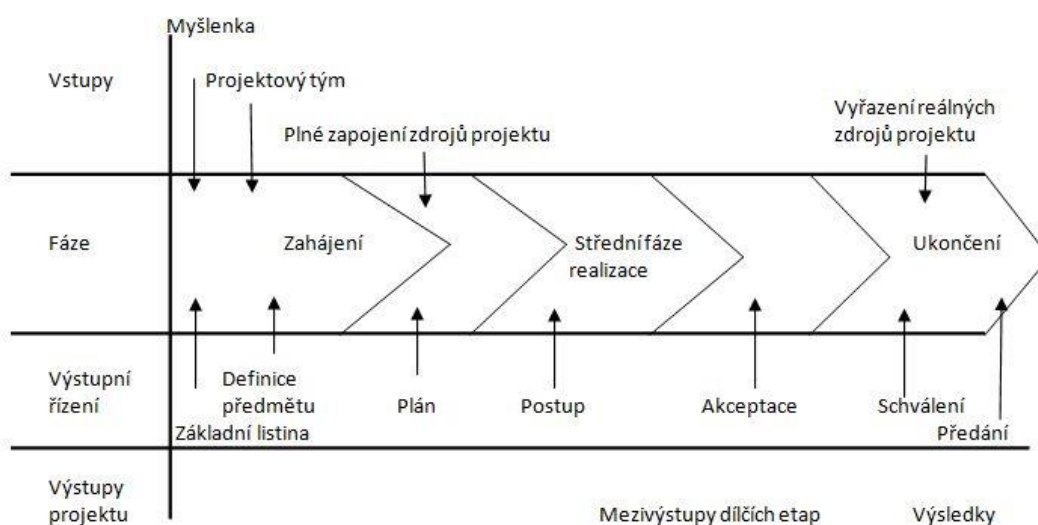 Myšlenka
Vstupy
Projektový tým
Plné zapojení zdrojů projektu
Vyřazení reálných
zdrojů projektu
Fáze
Zahájení
Střední fáze
realizace
Ukončení
Výstupní
řízení
Základní listina
Definice
předmětu
Plán
Postup
Akceptace
Schválení
Předání
Výstupy
projektu
Mezivýstupy dílčích etap
Výsledky